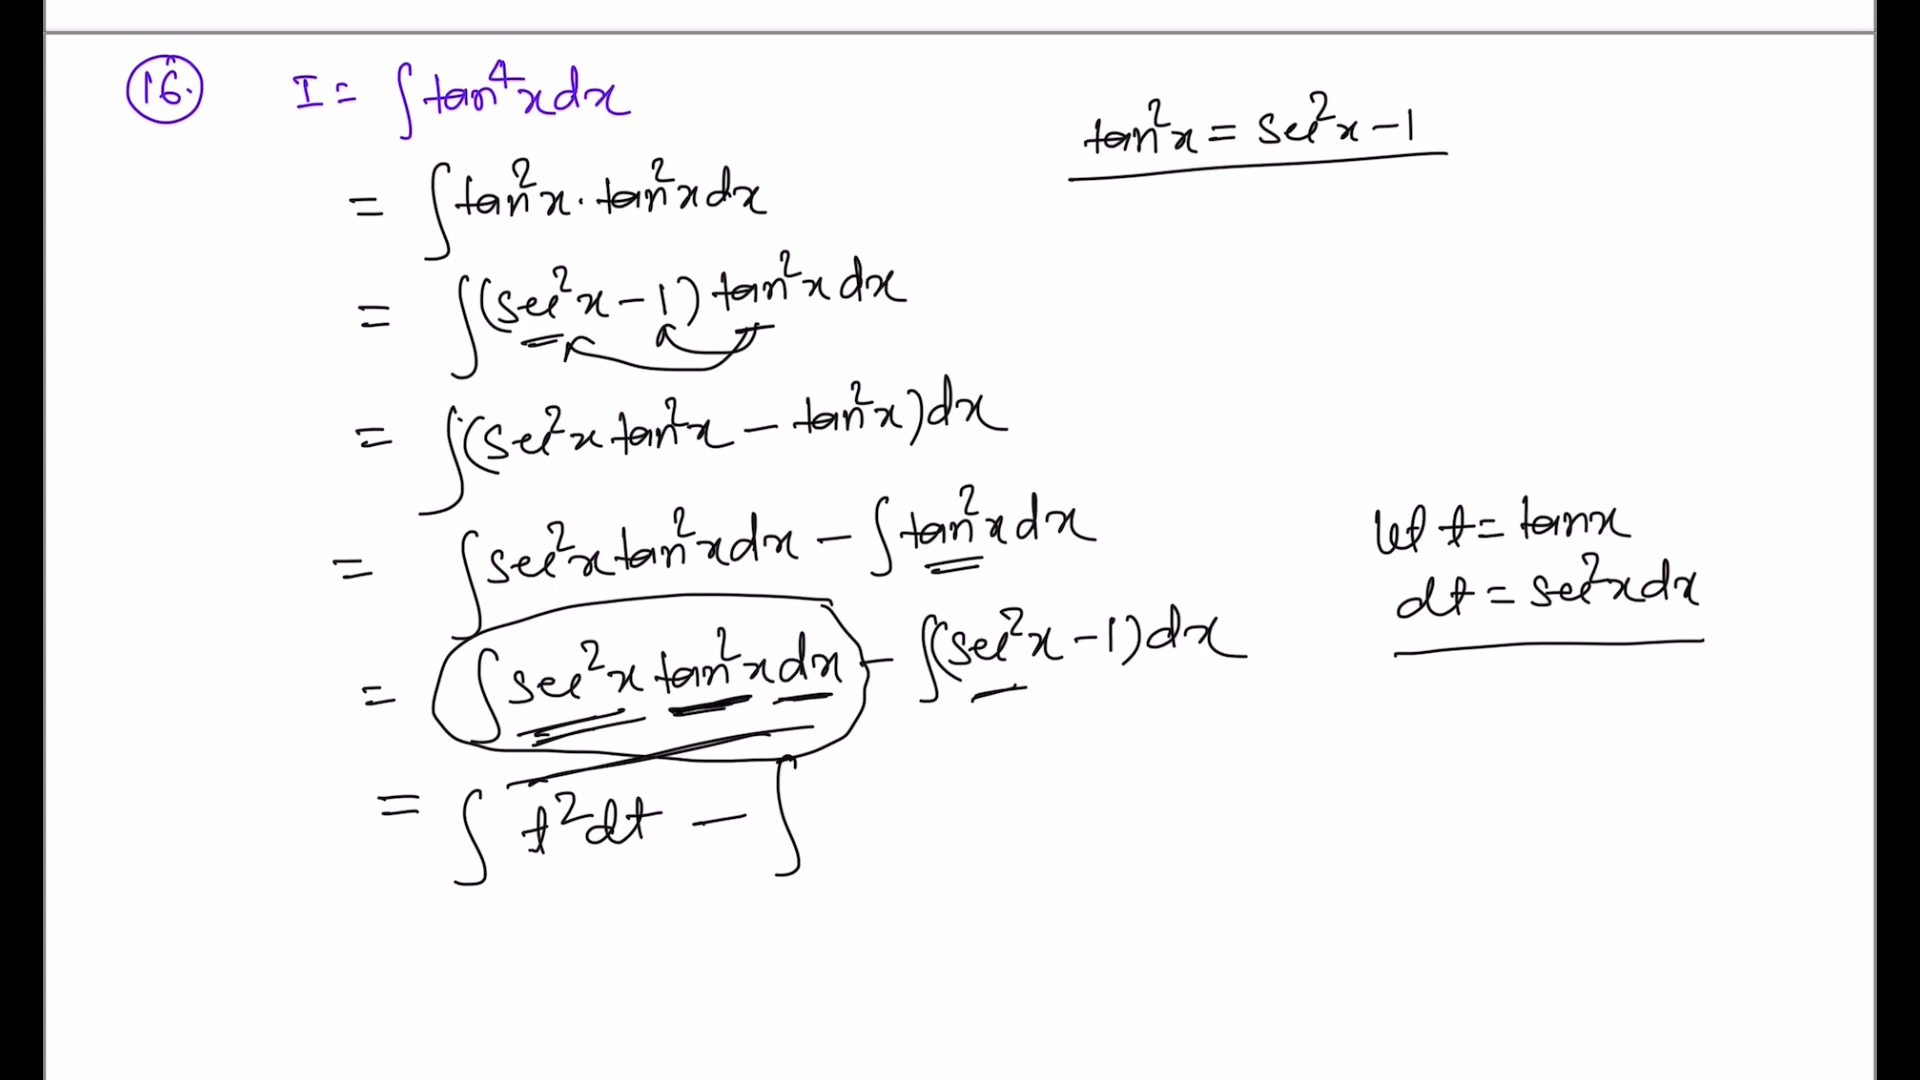 16. I = ∫ tan⁴x dx
tan²x = sec²x − 1
= ∫ tan²x · tan²x dx
= ∫ (sec²x − 1) tan²x dx
= ∫ (sec²x tan²x − tan²x) dx
= ∫ sec²x tan²x dx − ∫ tan²x dx
let t = tanx
dt = sec²x dx
= ∫ sec²x tan²x dx − ∫ (sec²x − 1) dx
= ∫ t² dt − ∫